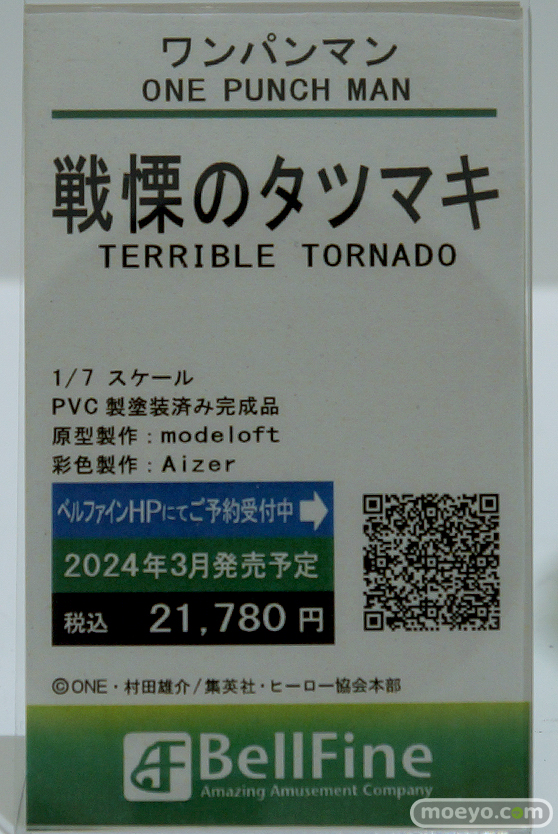 ワンパンマン
ONE PUNCH MAN
戦慄のタツマキ
TERRIBLE TORNADO
1/7 スケール
PVC製塗装済み完成品
原型製作：modeloft
彩色製作：Aizer
ベルファインHPにてご予約受付中
2024年3月発売予定
税込 21,780円
©ONE・村田雄介/集英社・ヒーロー協会本部
AF BellFine
Amazing Amusement Company
moeyo.com